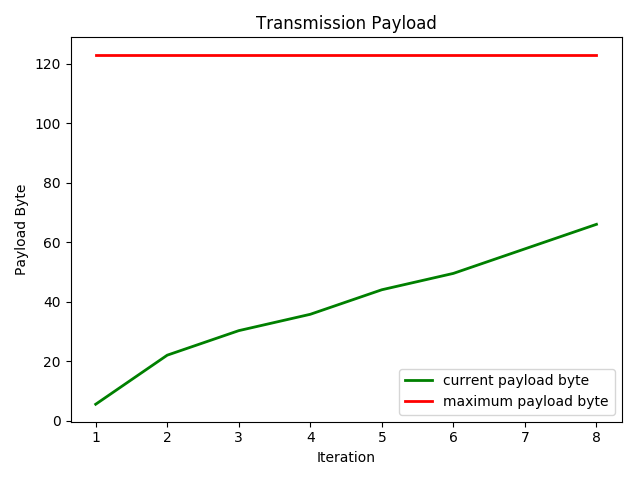 Transmission Payload
Payload Byte
120
100
80
60
40
20
0
current payload byte
maximum payload byte
1 2 3 4 5 6 7 8
Iteration